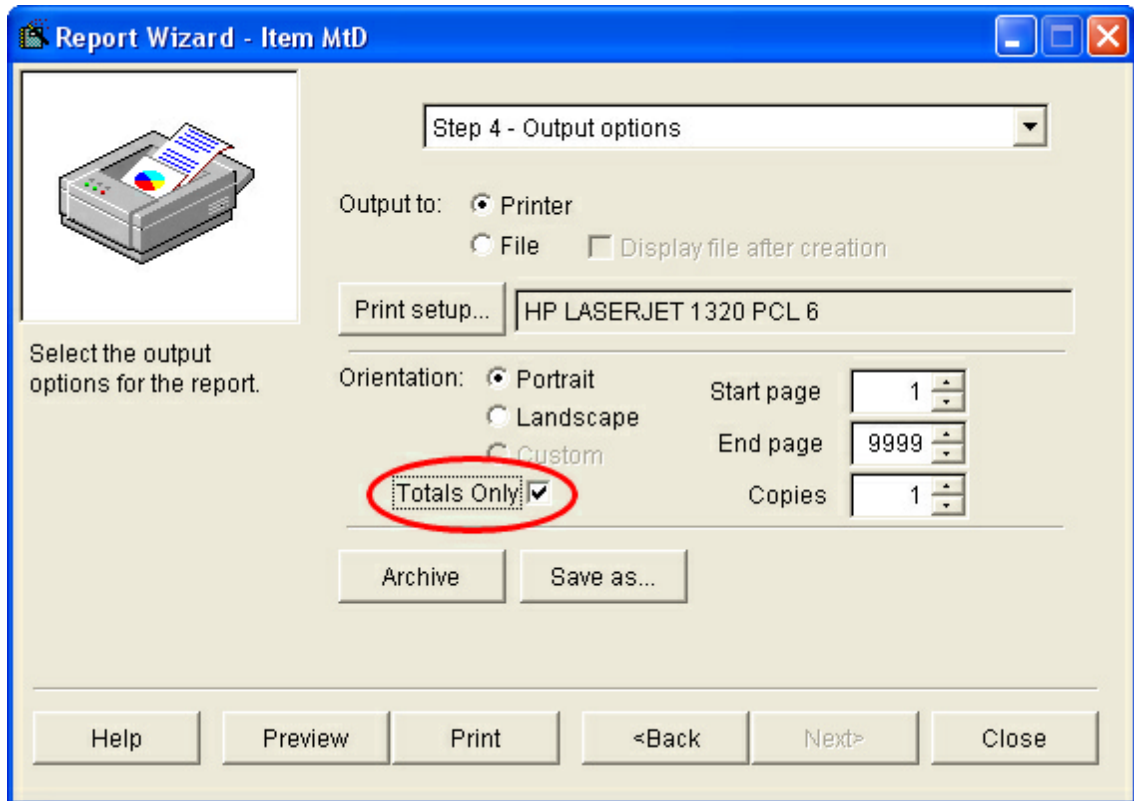 Report Wizard - Item MtD
Step 4 - Output options
Output to:
Printer
File
Display file after creation
Print setup...
HP LASERJET 1320 PCL 6
Select the output
options for the report.
Orientation:
Portrait
Landscape
Custom
Start page
1
End page
9999
Copies
1
Totals Only
Archive
Save as...
Help
Preview
Print
<Back
Next>
Close